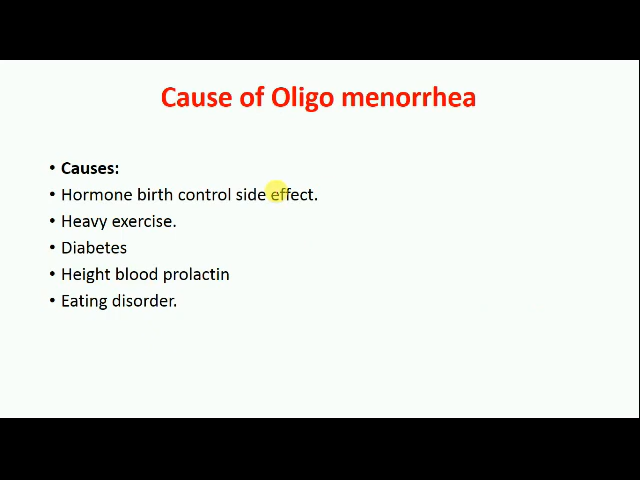 Cause of Oligo menorrhea
• Causes:
• Hormone birth control side effect.
• Heavy exercise.
• Diabetes
• Height blood prolactin
• Eating disorder.